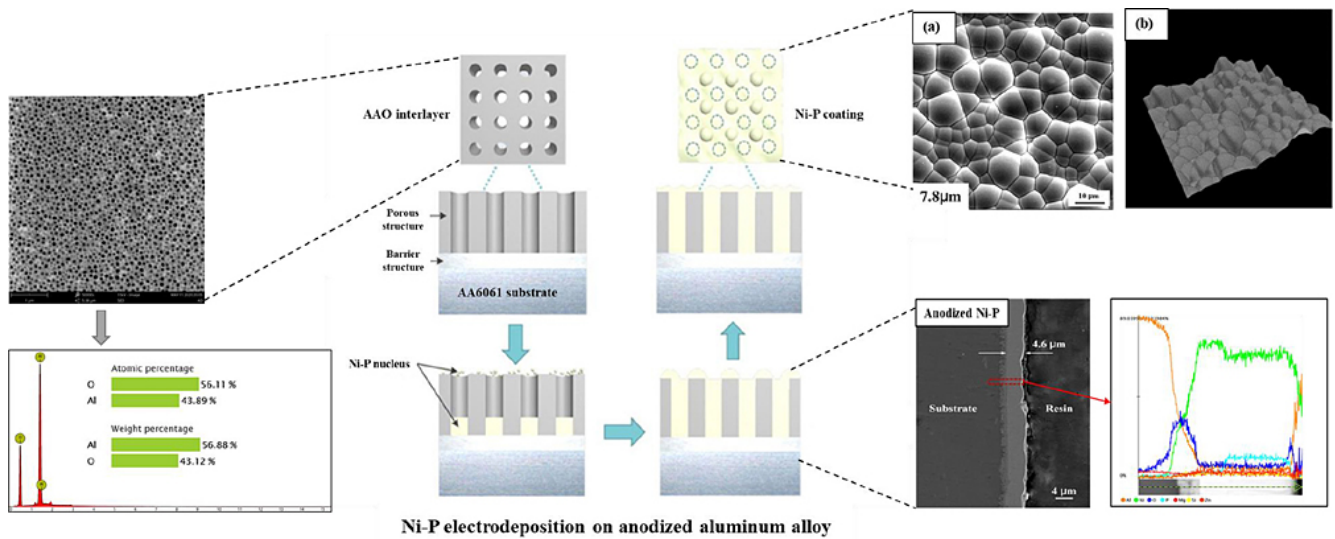 AAO interlayer
Porous
structure
Barrier
structure
AA6061 substrate
Ni-P nucleus
Ni-P coating
(a)
7.8μm
10 μm
(b)
Atomic percentage
O 56.11 %
Al 43.89 %
Weight percentage
Al 56.88 %
O 43.12 %
Anodized Ni-P
4.6 μm
Substrate
Resin
4 μm
0%
Ni-P electrodeposition on anodized aluminum alloy